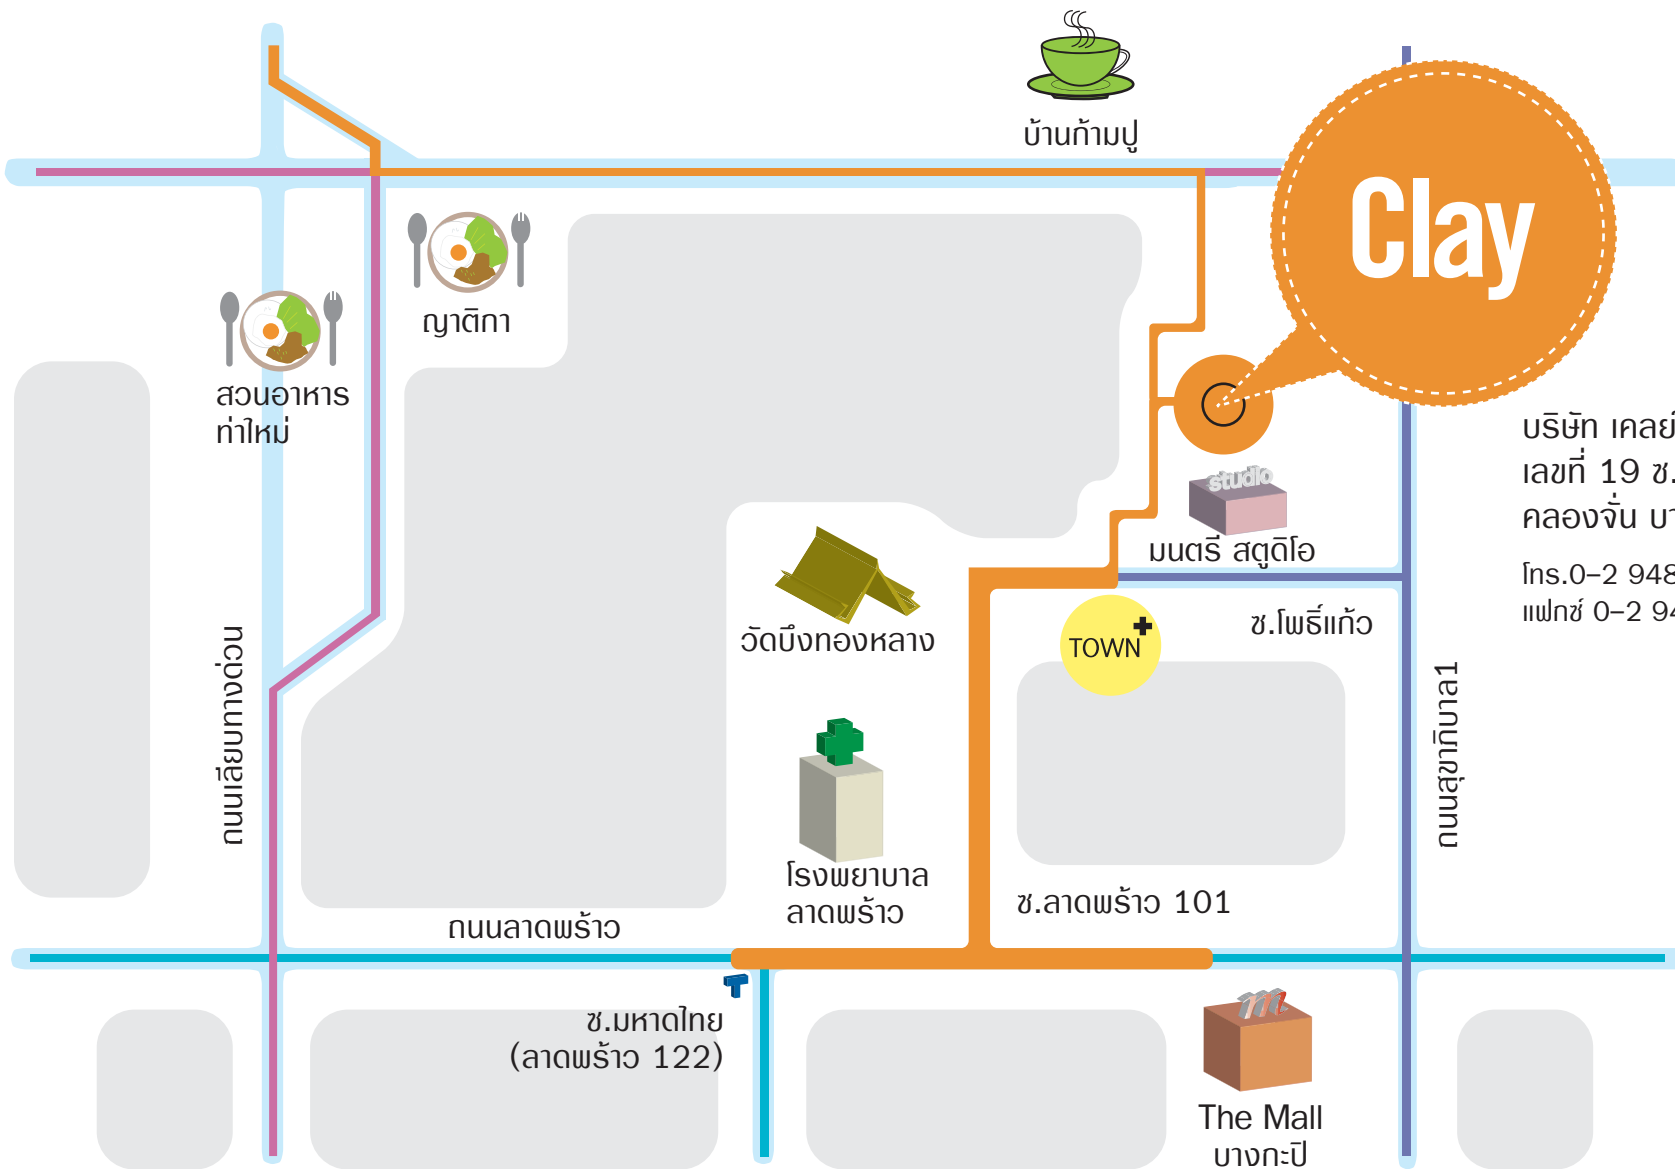 บ้านก้ามปู
Clay
ญาติกา
สวนอาหาร
ท่าใหม่
บริษัท
เลขที่ 19 ซ.
คลองจั่น
โทร.0-2 948
แฟกซ์ 0-2 94
studio
มนตรี สตูดิโอ
วัดบึงทองหลาง
TOWN+
ซ.โพธิ์แก้ว
ถนนเลียบทางด่วน
ถนนสุขาภิบาล1
โรงพยาบาล
ลาดพร้าว
ซ.ลาดพร้าว 101
ถนนลาดพร้าว
ซ.มหาดไทย
(ลาดพร้าว 122)
m
The Mall
บางกะปิ